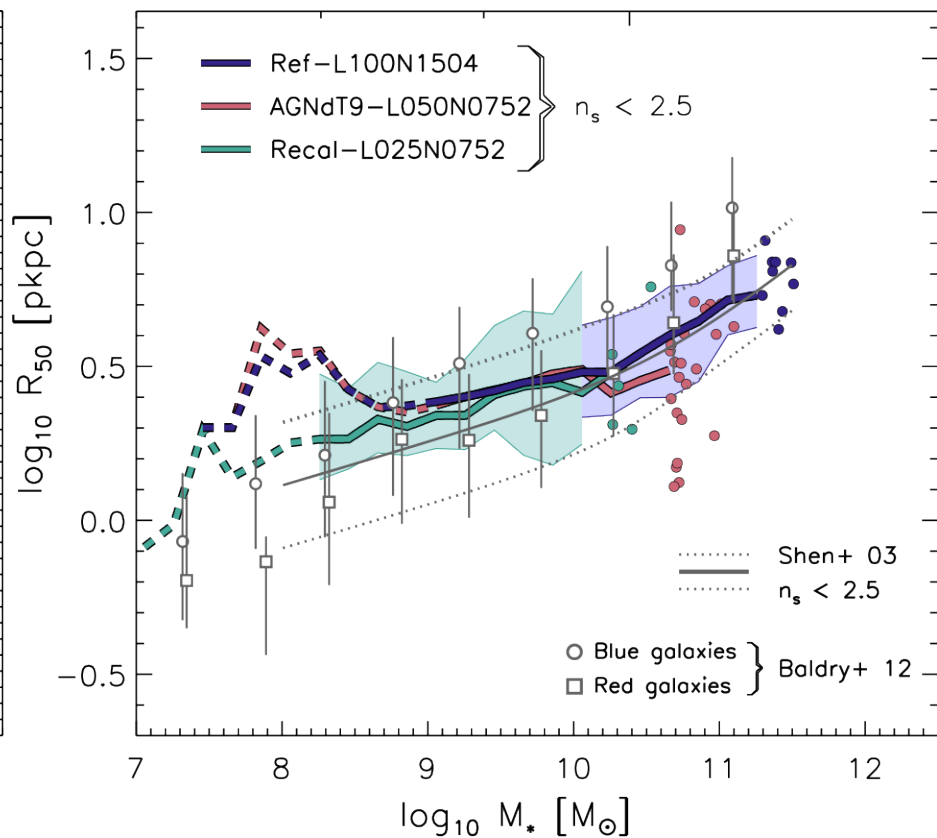 Ref−L100N1504
AGNdT9−L050N0752
Recal−L025N0752
n_s < 2.5
1.5
1.0
0.5
0.0
−0.5
log₁₀ R₅₀ [pkpc]
Shen+ 03
n_s < 2.5
Blue galaxies
Red galaxies
Baldry+ 12
7 8 9 10 11 12
log₁₀ M_* [M_⊙]